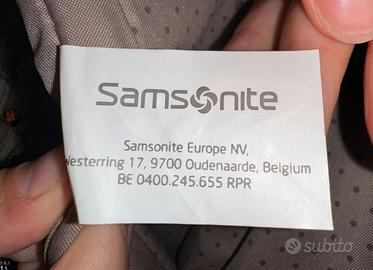 Samsonite
Samsonite Europe NV,
Westerring 17, 9700 Oudenaarde, Belgium
BE 0400.245.655 RPR
subito